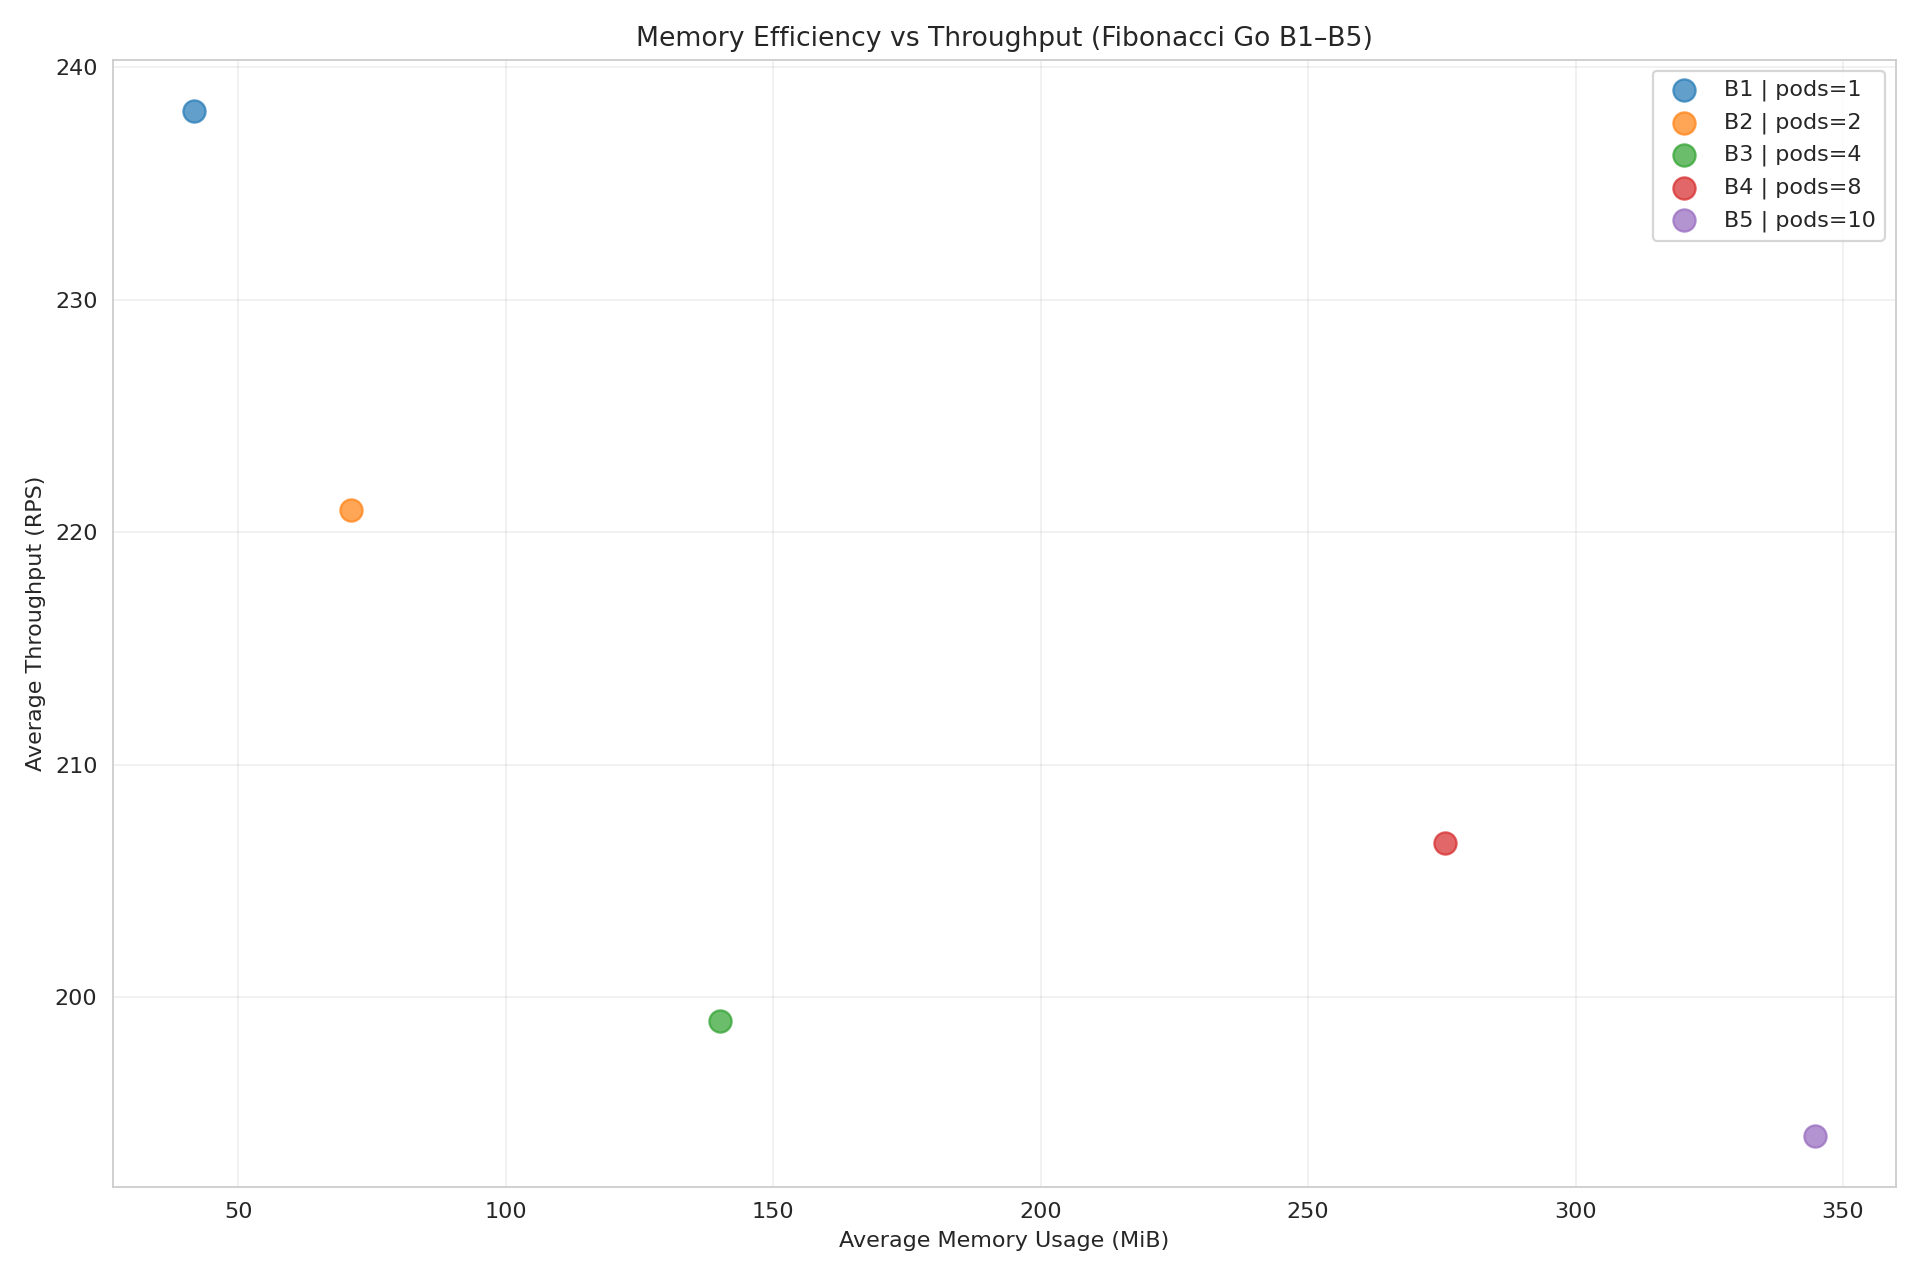 Memory Efficiency vs Throughput (Fibonacci Go B1–B5)
B1 | pods=1
B2 | pods=2
B3 | pods=4
B4 | pods=8
B5 | pods=10
Average Throughput (RPS)
240
230
220
210
200
50 100 150 200 250 300 350
Average Memory Usage (MiB)